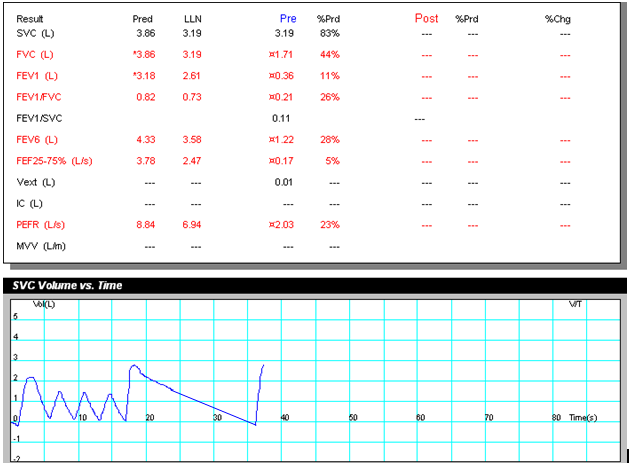 Result Pred LLN Pre %Prd Post %Prd %Chg
SVC (L) 3.86 3.19 3.19 83% --- --- ---
FVC (L) *3.86 3.19 ¤1.71 44% --- --- ---
FEV1 (L) *3.18 2.61 ¤0.36 11% --- --- ---
FEV1/FVC 0.82 0.73 ¤0.21 26% --- --- ---
FEV1/SVC 0.11 ---
FEV6 (L) 4.33 3.58 ¤1.22 28% --- --- ---
FEF25-75% (L/s) 3.78 2.47 ¤0.17 5% --- --- ---
Vext (L) --- --- 0.01 --- --- --- ---
IC (L) --- --- --- --- --- --- ---
PEFR (L/s) 8.84 6.94 ¤2.03 23% --- --- ---
MVV (L/m) --- --- --- --- --- --- ---
SVC Volume vs. Time
Vol(L) V/T
5
4
3
2
1
0 10 20 30 40 50 60 70 80 Time(s)
-1
-2